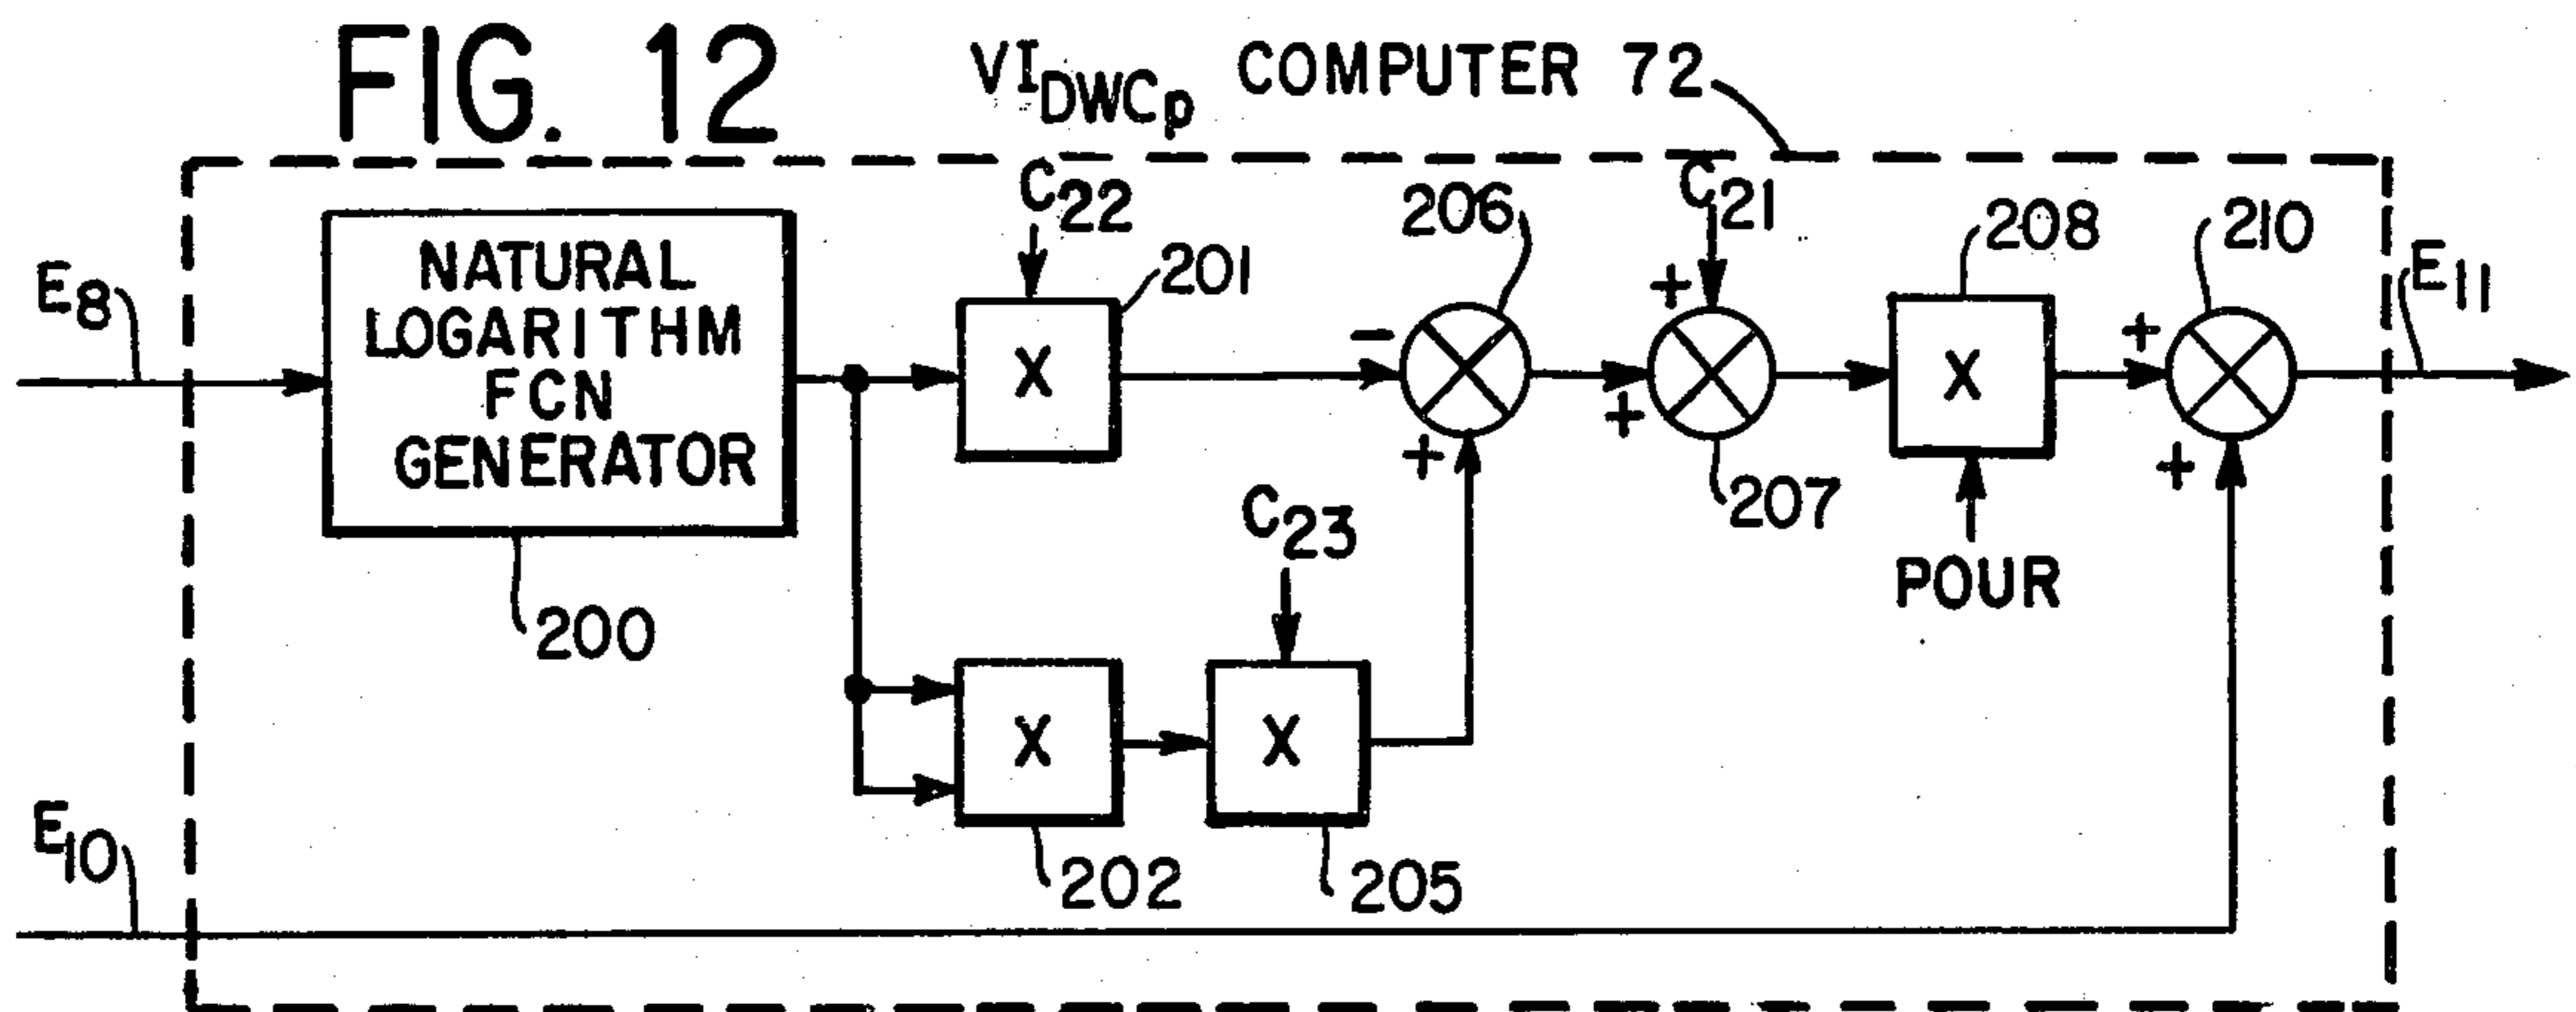 FIG. 12
VI_DWCp COMPUTER 72
C22
C21
206
208
210
201
E8
E11
NATURAL
LOGARITHM
FCN
GENERATOR
X
X
+
-
+
+
+
+
+
207
C23
POUR
200
X
X
E10
202
205